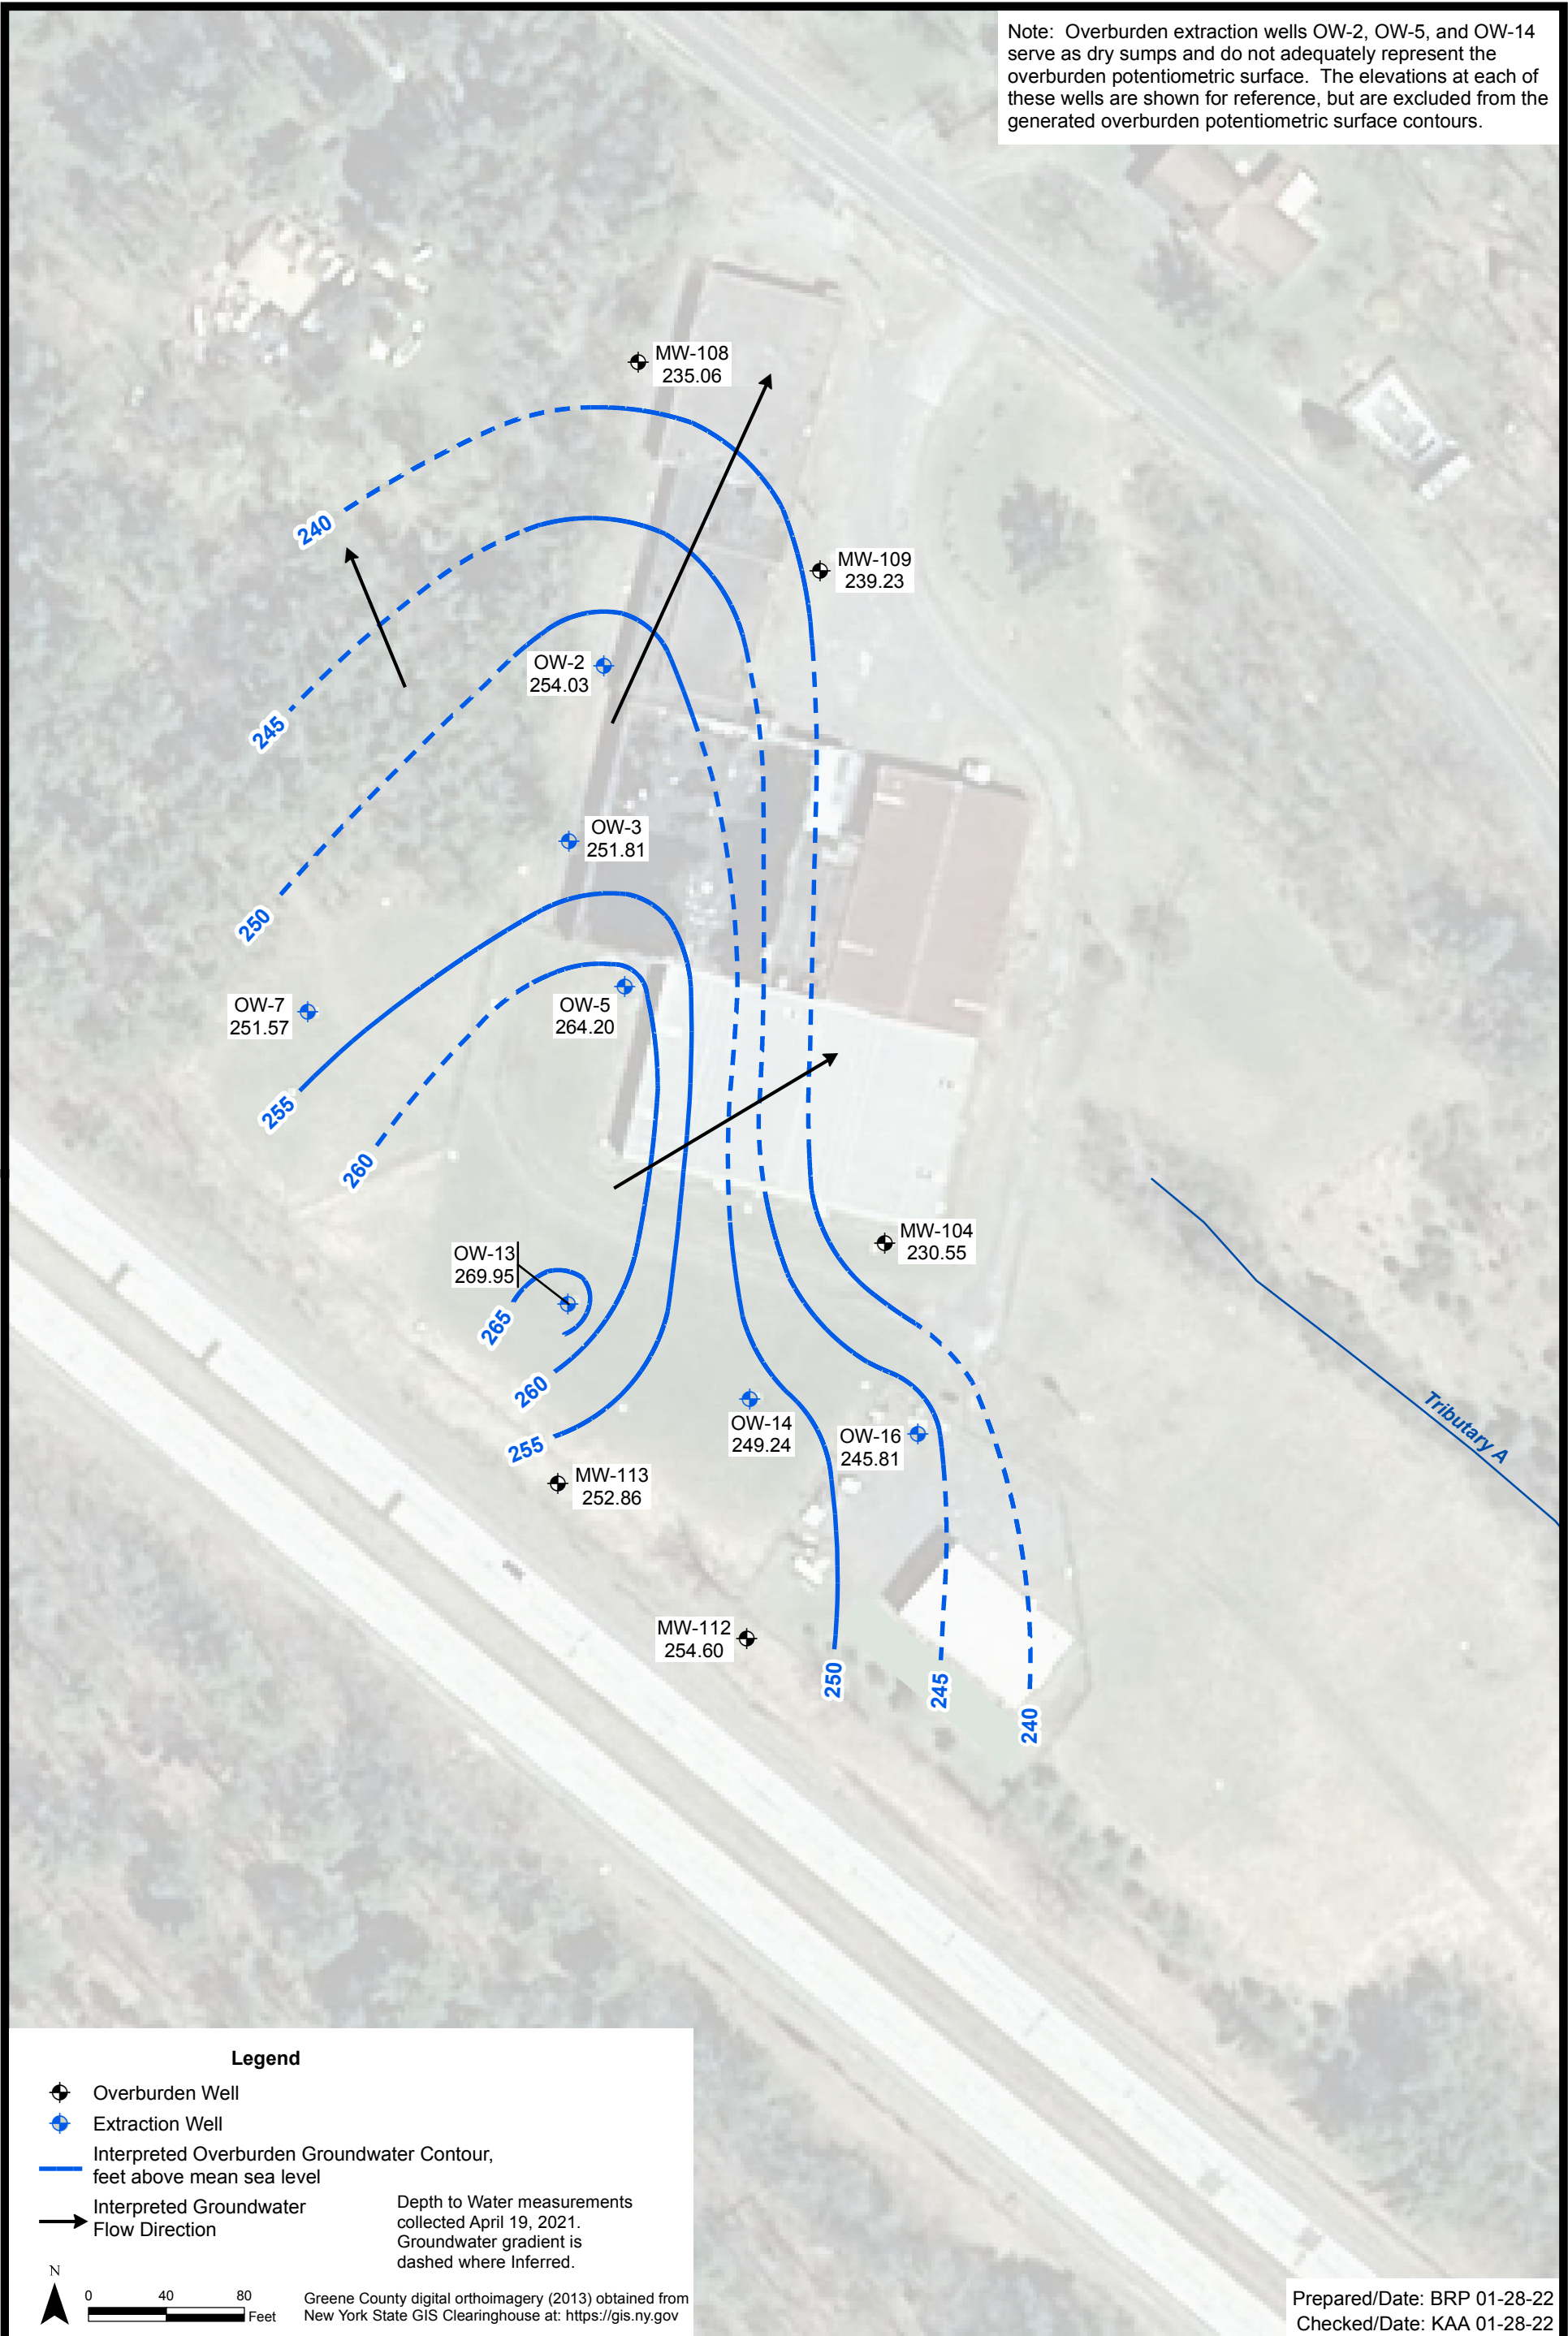 Note: Overburden extraction wells OW-2, OW-5, and OW-14
serve as dry sumps and do not adequately represent the
overburden potentiometric surface. The elevations at each of
these wells are shown for reference, but are excluded from the
generated overburden potentiometric surface contours.
MW-108
235.06
240
MW-109
239.23
OW-2
254.03
245
OW-3
251.81
250
OW-7
251.57
OW-5
264.20
255
260
MW-104
230.55
OW-13
269.95
265
260
255
OW-14
249.24
OW-16
245.81
Tributary A
MW-113
252.86
MW-112
254.60
250
245
240
Legend
Overburden Well
Extraction Well
Interpreted Overburden Groundwater Contour,
feet above mean sea level
Interpreted Groundwater
Flow Direction
Depth to Water measurements
collected April 19, 2021.
Groundwater gradient is
dashed where Inferred.
N
0 40 80
Feet
Greene County digital orthoimagery (2013) obtained from
New York State GIS Clearinghouse at: https://gis.ny.gov
Prepared/Date: BRP 01-28-22
Checked/Date: KAA 01-28-22